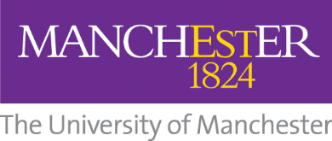 MANCHEsTER
1824
The University of Manchester